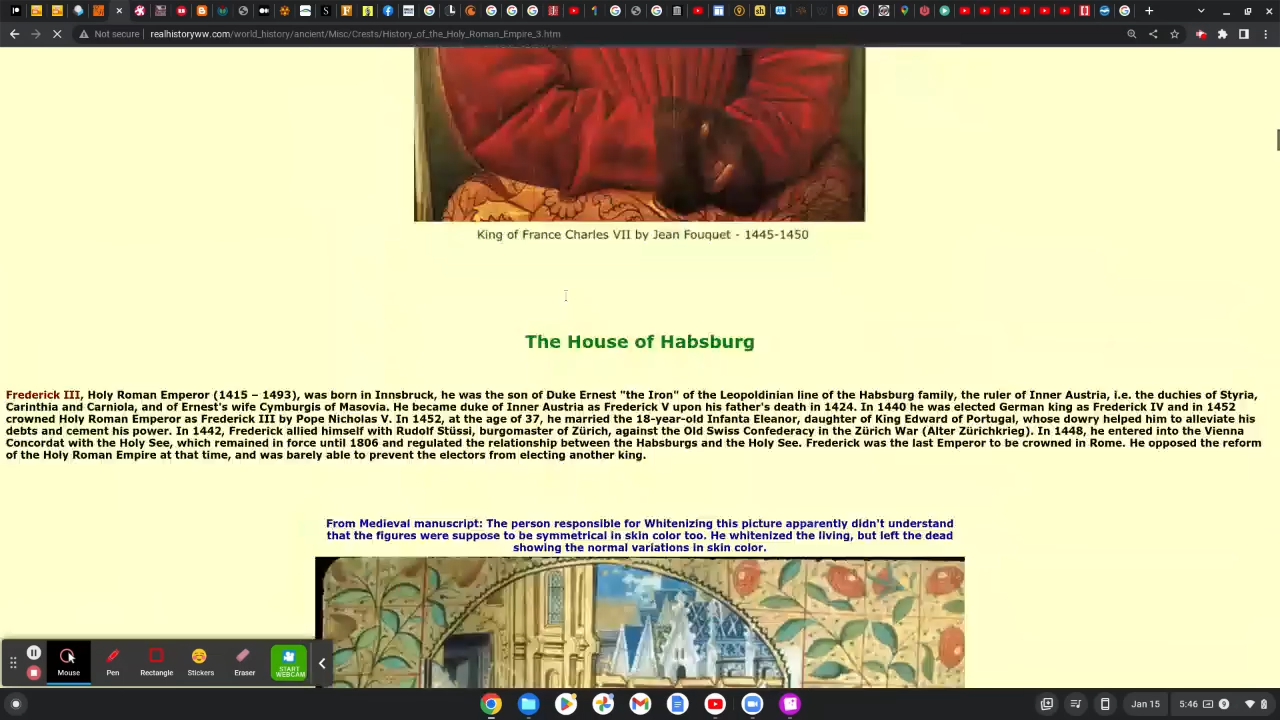 Not secure
realhistoryww.com/world_history/ancient/Misc/Crests/History_of_the_Holy_Roman_Empire_3.htm
King of France Charles VII by Jean Fouquet - 1445-1450
The House of Habsburg
Frederick III, Holy Roman Emperor (1415 – 1493), was born in Innsbruck, he was the son of Duke Ernest "the Iron" of the Leopoldinian line of the Habsburg family, the ruler of Inner Austria, i.e. the duchies of Styria,
Carinthia and Carniola, and of Ernest's wife Cymburgis of Masovia. He became duke of Inner Austria as Frederick V upon his father's death in 1424. In 1440 he was elected German king as Frederick IV and in 1452
crowned Holy Roman Emperor as Frederick III by Pope Nicholas V. In 1452, at the age of 37, he married the 18-year-old Infanta Eleanor, daughter of King Edward of Portugal, whose dowry helped him to alleviate his
debts and cement his power. In 1442, Frederick allied himself with Rudolf Stüssi, burgomaster of Zürich, against the Old Swiss Confederacy in the Zürich War (Alter Zürichkrieg). In 1448, he entered into the Vienna
Concordat with the Holy See, which remained in force until 1806 and regulated the relationship between the Habsburgs and the Holy See. Frederick was the last Emperor to be crowned in Rome. He opposed the reform
of the Holy Roman Empire at that time, and was barely able to prevent the electors from electing another king.
From Medieval manuscript: The person responsible for Whitenizing this picture apparently didn't understand
that the figures were suppose to be symmetrical in skin color too. He whitenized the living, but left the dead
showing the normal variations in skin color.
Mouse
Pen
Rectangle
Stickers
Eraser
START
WEBCAM
Jan 15
5:46